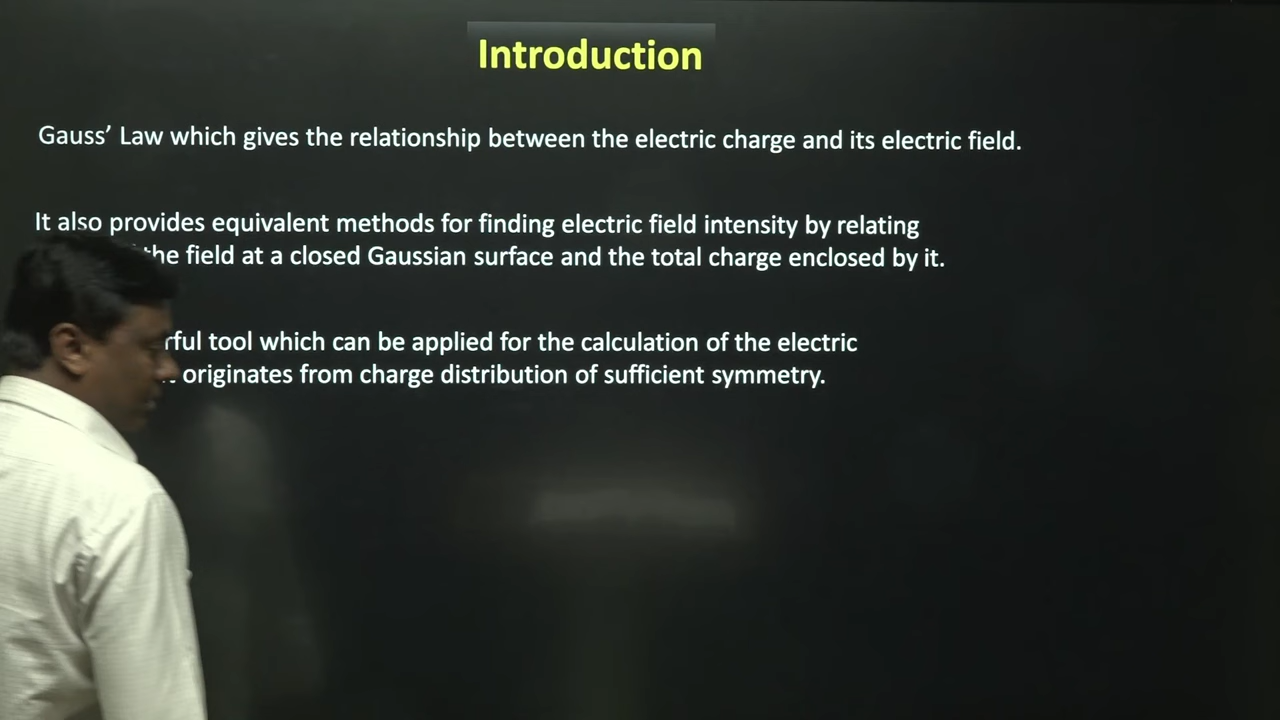 Introduction
Gauss’ Law which gives the relationship between the electric charge and its electric field.
It also provides equivalent methods for finding electric field intensity by relating
the field at a closed Gaussian surface and the total charge enclosed by it.
tool which can be applied for the calculation of the electric
originates from charge distribution of sufficient symmetry.